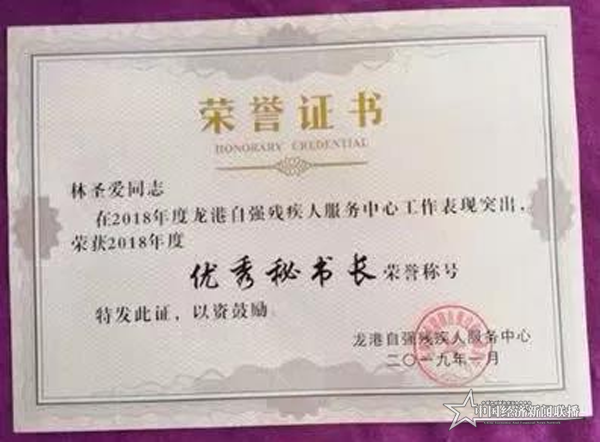 荣誉证书
HONORARY CREDENTIAL
林圣爱同志
在2018年度龙港自强残疾人服务中心工作表现突出，
荣获2018年度
优秀秘书长荣誉称号
特发此证，以资鼓励。
龙港自强残疾人服务中心
二〇一九年一月
中国经济新闻联播